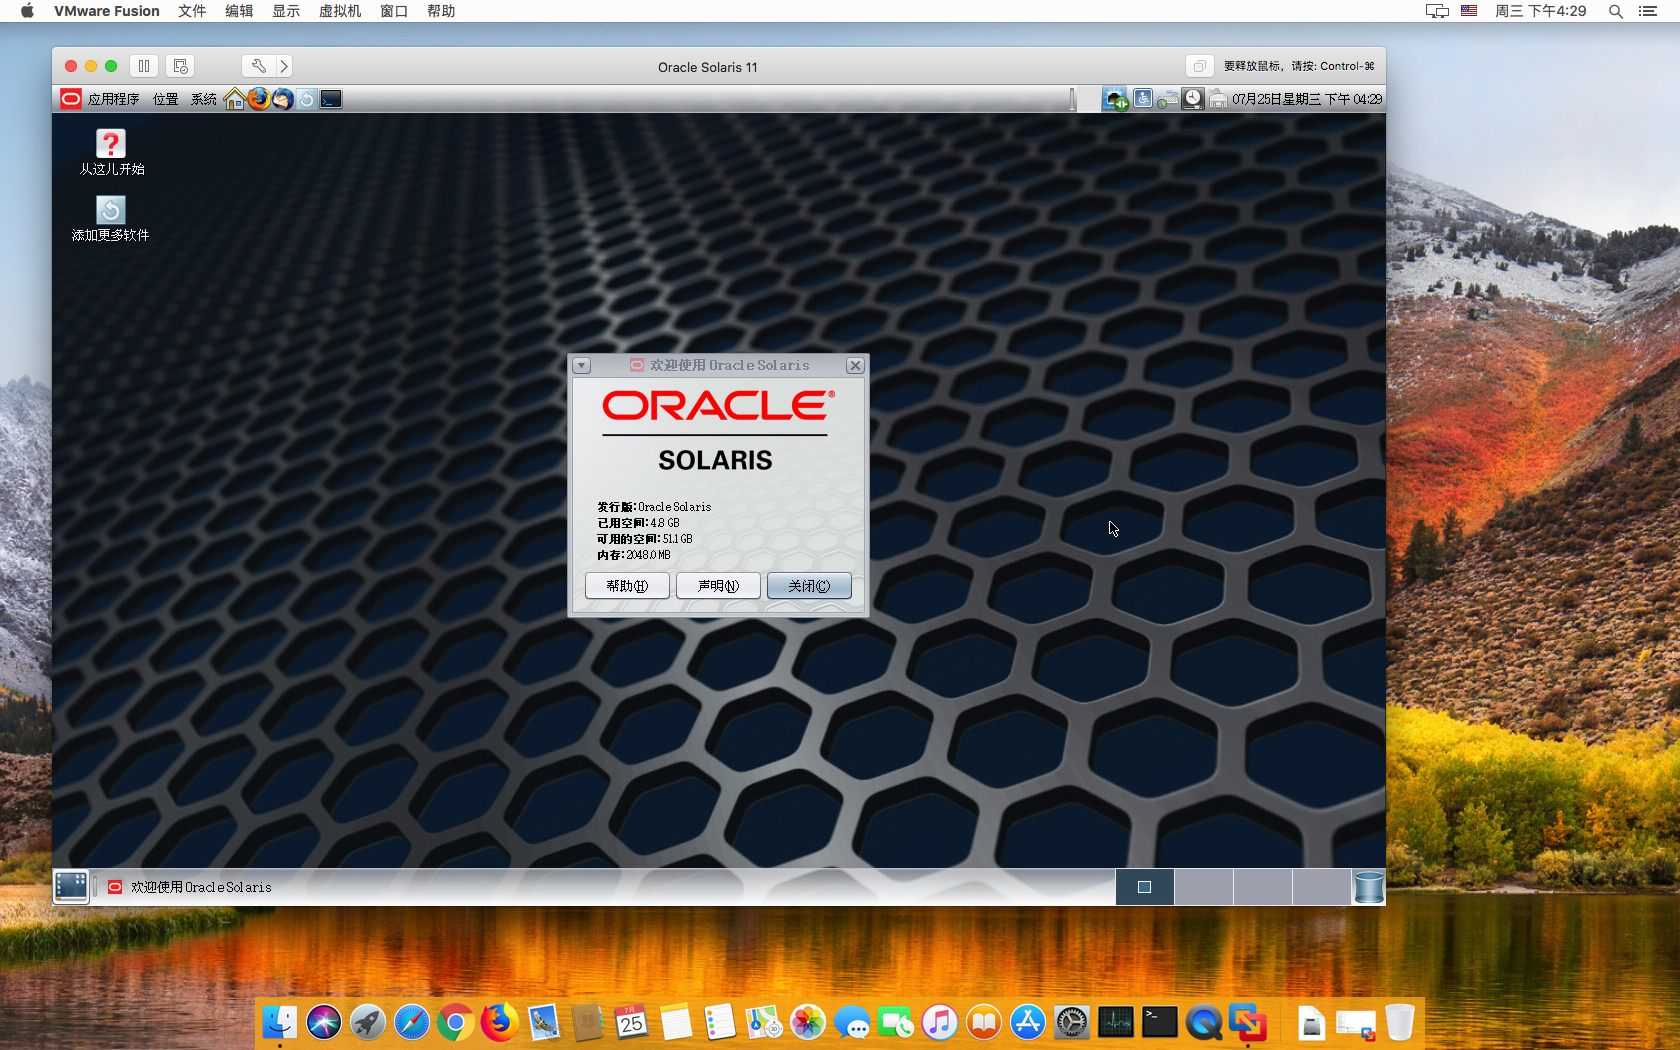 VMware Fusion 文件 编辑 显示 虚拟机 窗口 帮助 周三 下午4:29
Oracle Solaris 11 要释放鼠标，请按: Control-⌘
应用程序 位置 系统 07月25日星期三 下午 04:29
从这儿开始
添加更多软件
欢迎使用 Oracle Solaris
ORACLE®
SOLARIS
发行版: Oracle Solaris
已用空间: 4.8 GB
可用的空间: 51.1 GB
内存: 2048.0 MB
帮助(H) 声明(N) 关闭(C)
欢迎使用 Oracle Solaris
7月
25